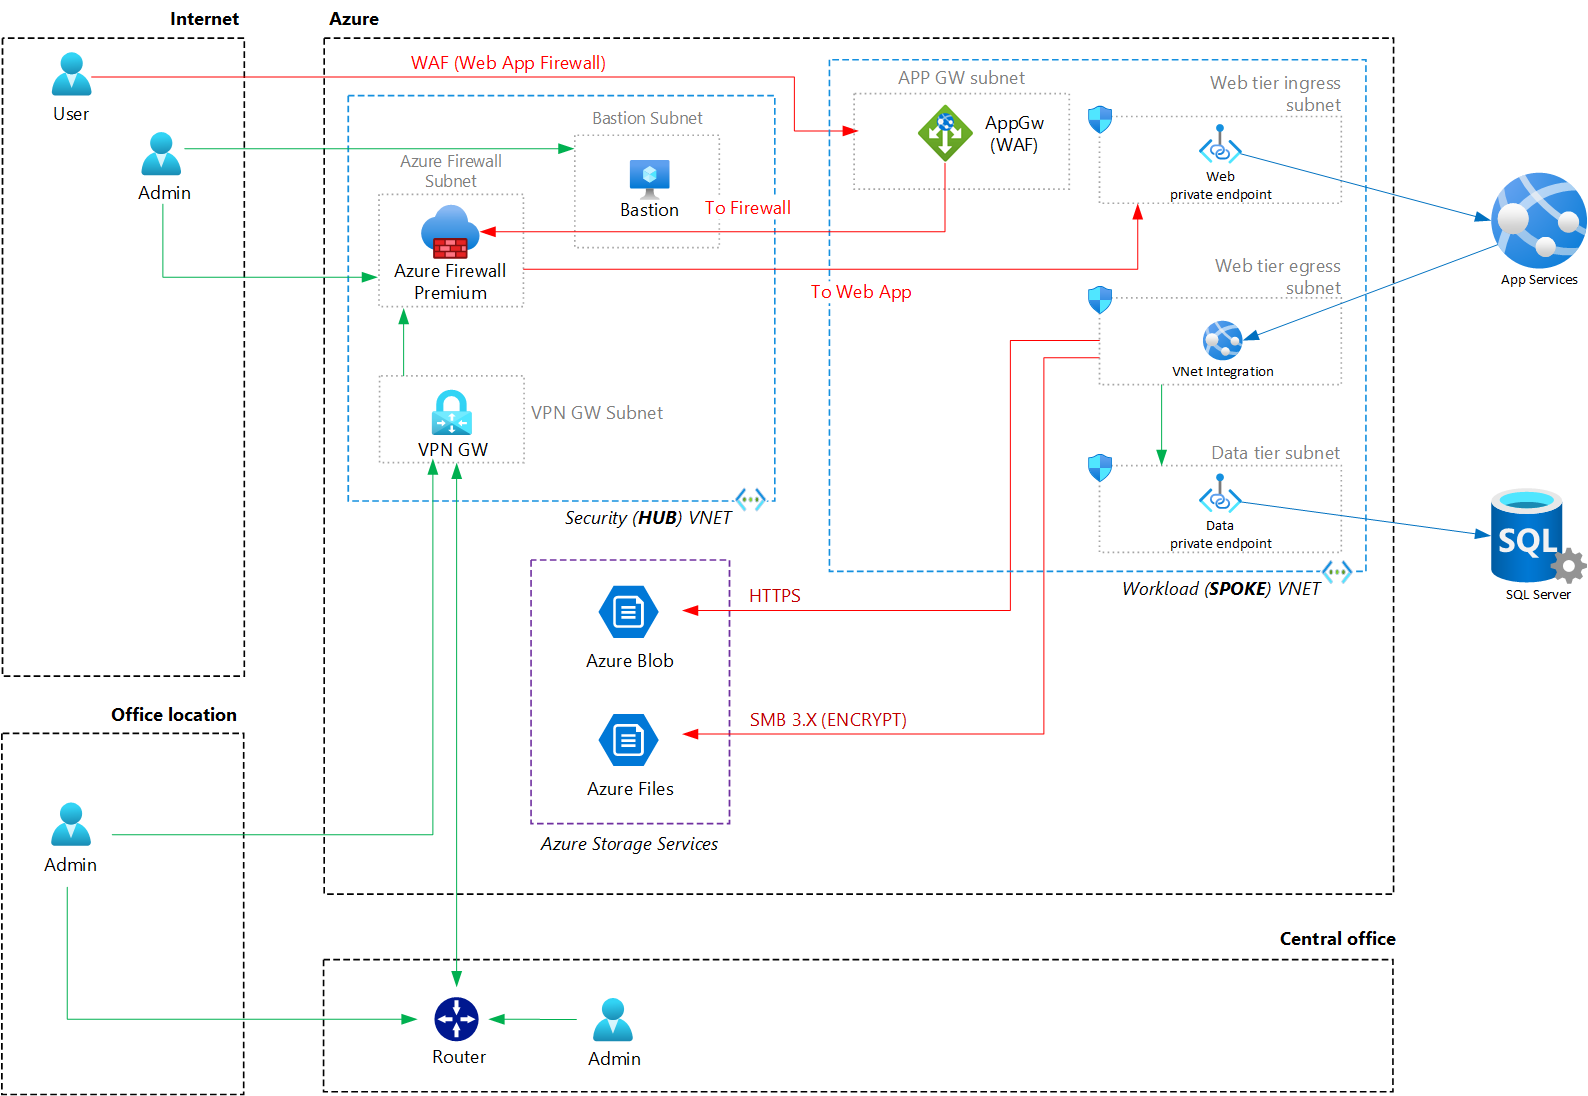 Internet
Azure
User
Admin
WAF (Web App Firewall)
Bastion Subnet
Bastion
Azure Firewall
Subnet
Azure Firewall
Premium
To Firewall
To Web App
VPN GW Subnet
VPN GW
Security (HUB) VNET
APP GW subnet
AppGw
(WAF)
Web tier ingress
subnet
Web
private endpoint
Web tier egress
subnet
VNet Integration
Data tier subnet
Data
private endpoint
Workload (SPOKE) VNET
App Services
SQL
SQL Server
HTTPS
Azure Blob
SMB 3.X (ENCRYPT)
Azure Files
Azure Storage Services
Office location
Admin
Central office
Router
Admin